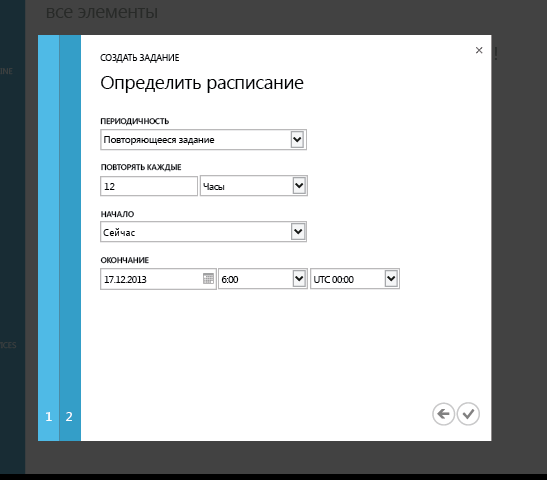 все элементы
!
INE
СОЗДАТЬ ЗАДАНИЕ
×
Определить расписание
ПЕРИОДИЧНОСТЬ
Повторяющееся задание
ПОВТОРЯТЬ КАЖДЫЕ
12 Часы
НАЧАЛО
Сейчас
ОКОНЧАНИЕ
17.12.2013 6:00 UTC 00:00
1 2